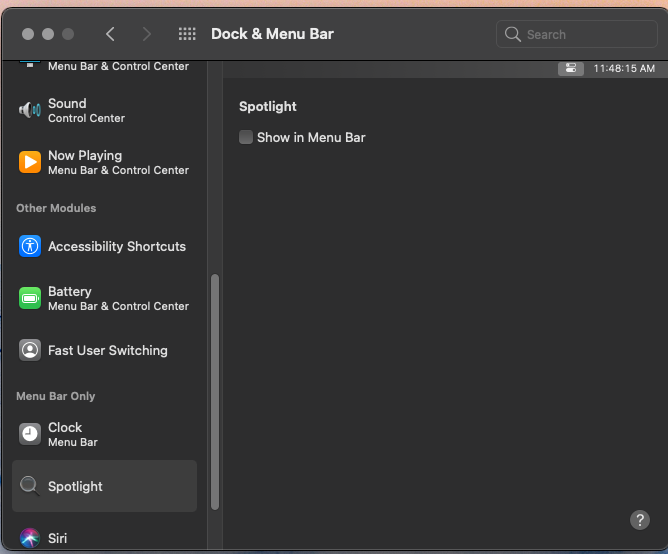 Dock & Menu Bar
Search
Menu Bar & Control Center
Sound
Control Center
Now Playing
Menu Bar & Control Center
Other Modules
Accessibility Shortcuts
Battery
Menu Bar & Control Center
Fast User Switching
Menu Bar Only
Clock
Menu Bar
Spotlight
Siri
11:48:15 AM
Spotlight
Show in Menu Bar
?